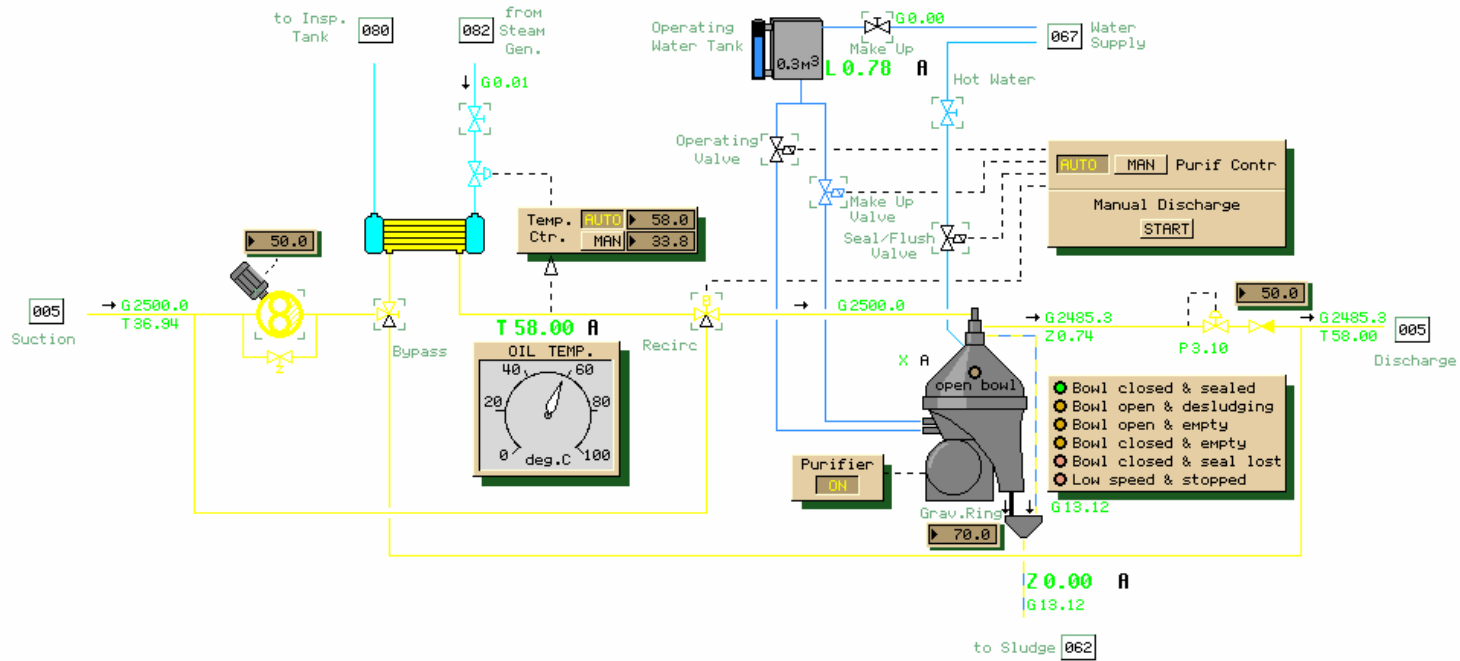 to Insp.
Tank
080
082
from
Steam
Gen.
G0.01
Operating
Water Tank
0.3м3
G0.00
Make Up
L0.78 A
067
Water
Supply
Hot Water
Operating
Valve
Make Up
Valve
Seal/Flush
Valve
AUTO MAN Purif Contr
Manual Discharge
START
Temp. AUTO 58.0
Ctr. MAN 33.8
50.0
005
Suction
G2500.0
T36.94
Bypass
T58.00 A
OIL TEMP.
0 20 40 60 80 100
deg.C
Recirc
G2500.0
X A
open bowl
G2485.3
Z0.74
50.0
P3.10
G2485.3
T58.00
005
Discharge
Bowl closed & sealed
Bowl open & desludging
Bowl open & empty
Bowl closed & empty
Bowl closed & seal lost
Low speed & stopped
Purifier
ON
Grav.Ring
70.0
G13.12
Z0.00 A
G13.12
to Sludge 062